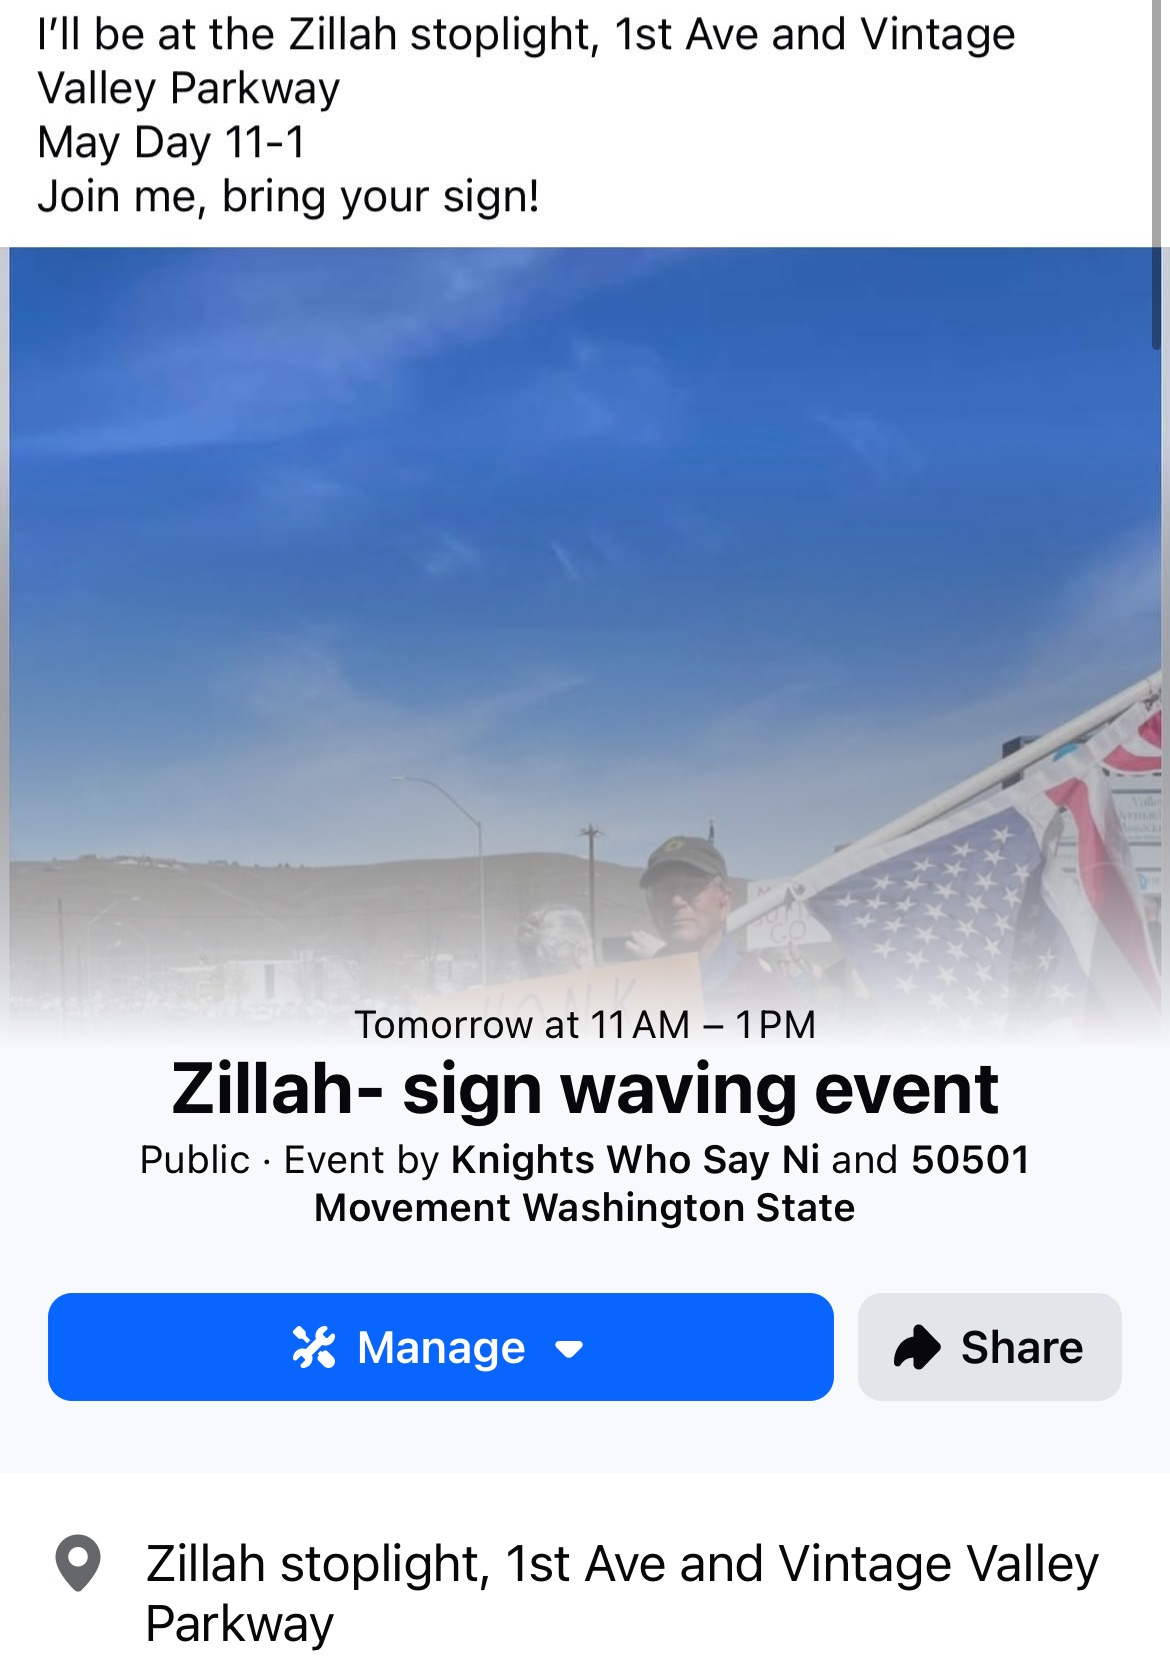 I’ll be at the Zillah stoplight, 1st Ave and Vintage
Valley Parkway
May Day 11-1
Join me, bring your sign!
HONK
GO
Tomorrow at 11 AM – 1 PM
Zillah- sign waving event
Public · Event by Knights Who Say Ni and 50501
Movement Washington State
Manage
Share
Zillah stoplight, 1st Ave and Vintage Valley
Parkway